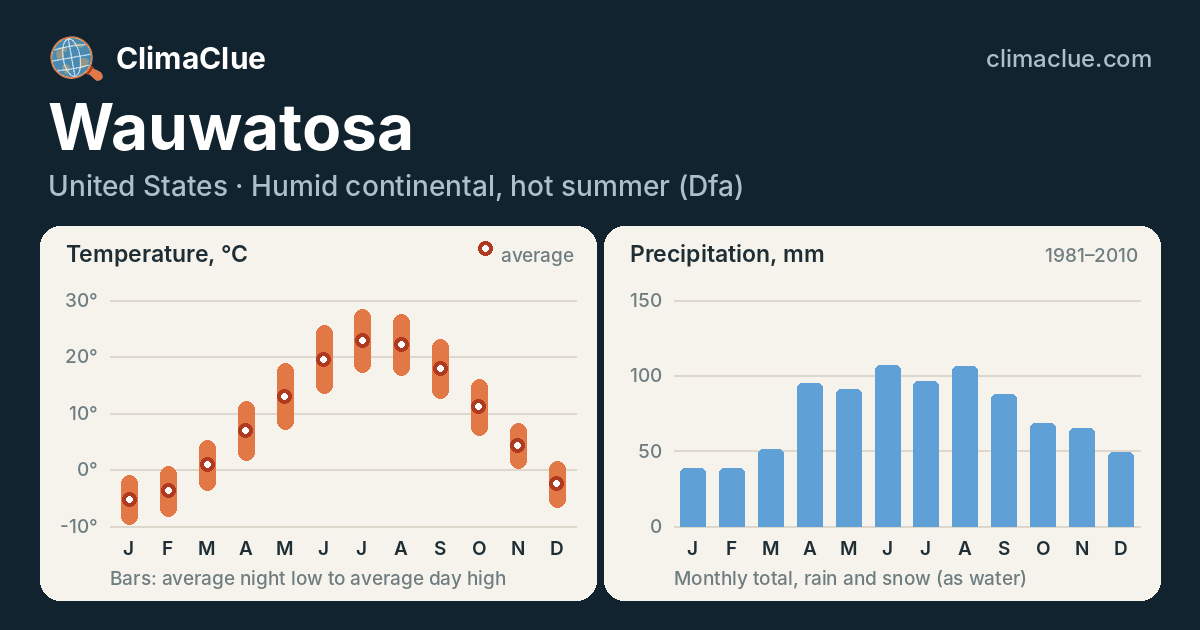 ClimaClue
climaclue.com
Wauwatosa
United States · Humid continental, hot summer (Dfa)
Temperature, °C
average
30°
20°
10°
0°
-10°
J F M A M J J A S O N D
Bars: average night low to average day high
Precipitation, mm
1981–2010
150
100
50
0
J F M A M J J A S O N D
Monthly total, rain and snow (as water)